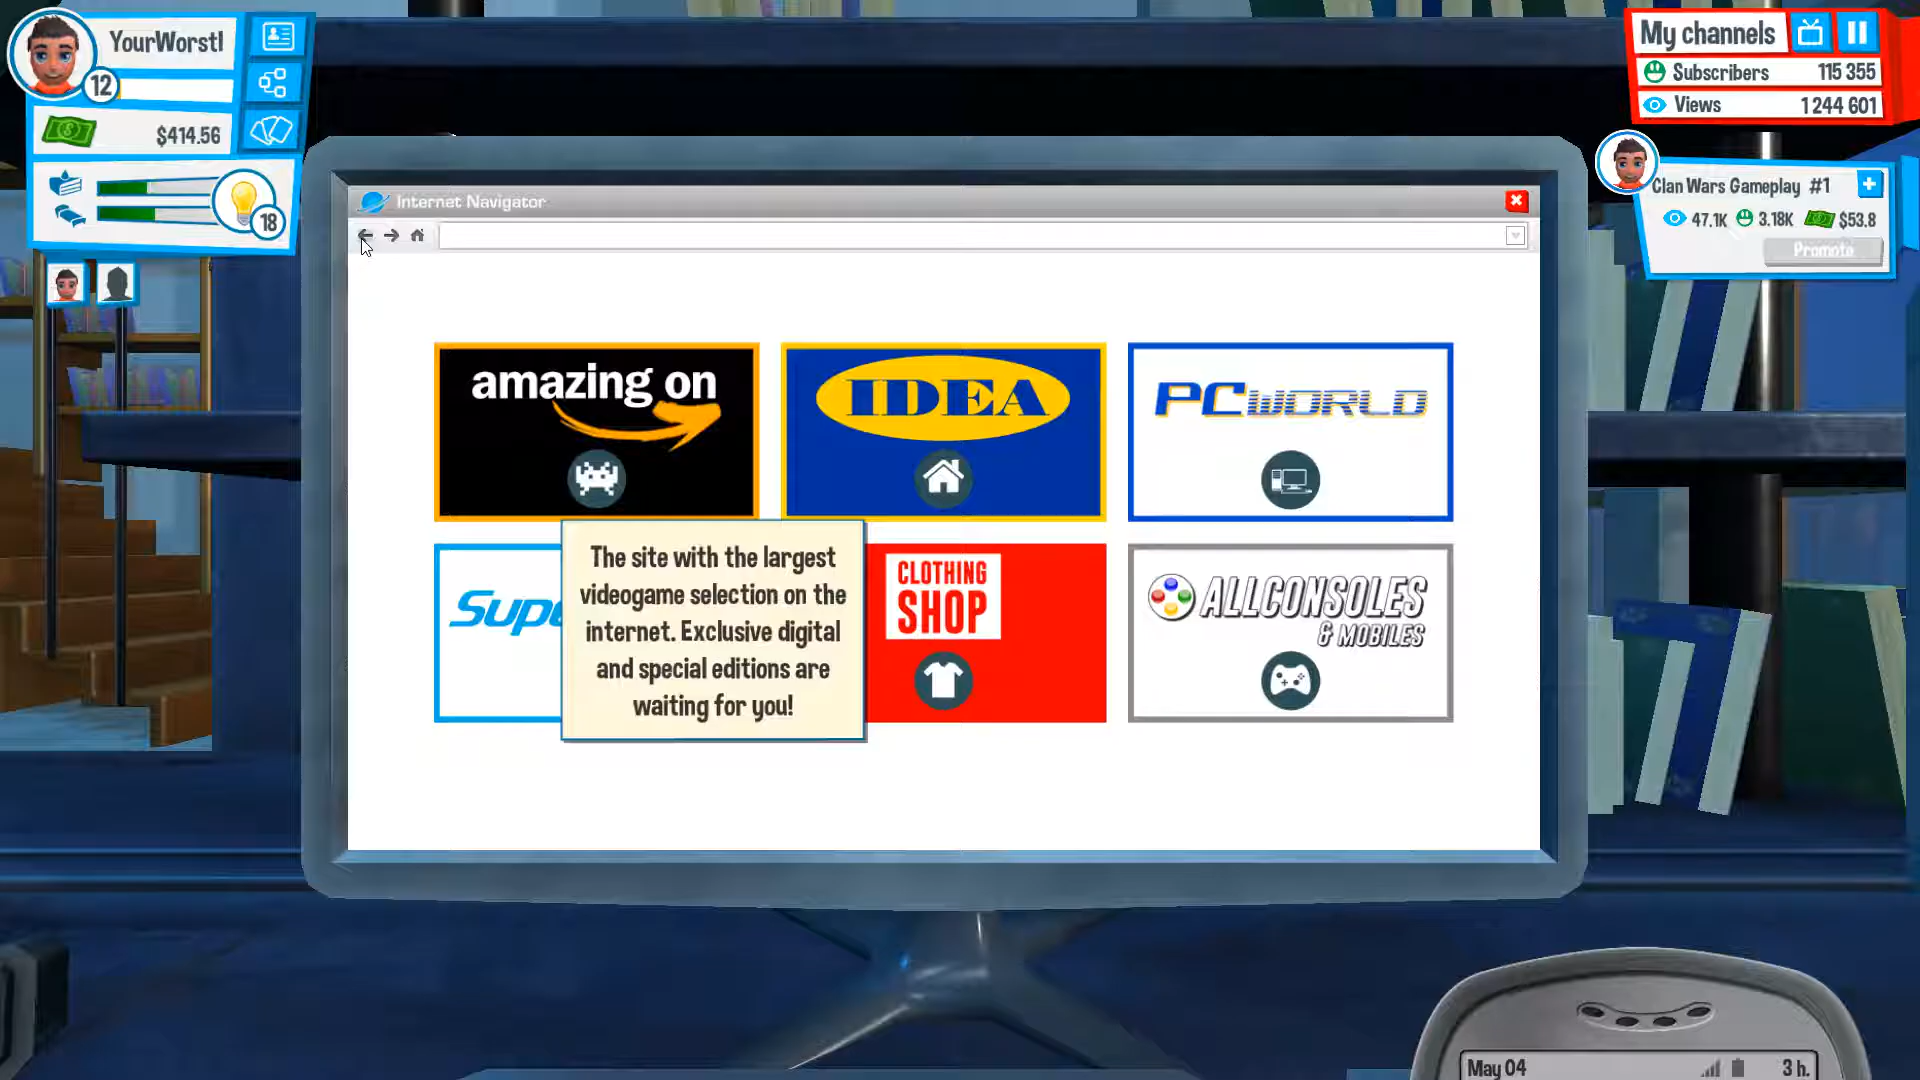 YourWorstI
12
$414.56
18
My channels
Subscribers 115 355
Views 1 244 601
Clan Wars Gameplay #1
47.1K 3.18K $53.8
Promote
Internet Navigator
amazing on
IDEA
PCWORLD
Supe
The site with the largest
videogame selection on the
internet. Exclusive digital
and special editions are
waiting for you!
CLOTHING
SHOP
ALLCONSOLES
& MOBILES
May 04 3 h.